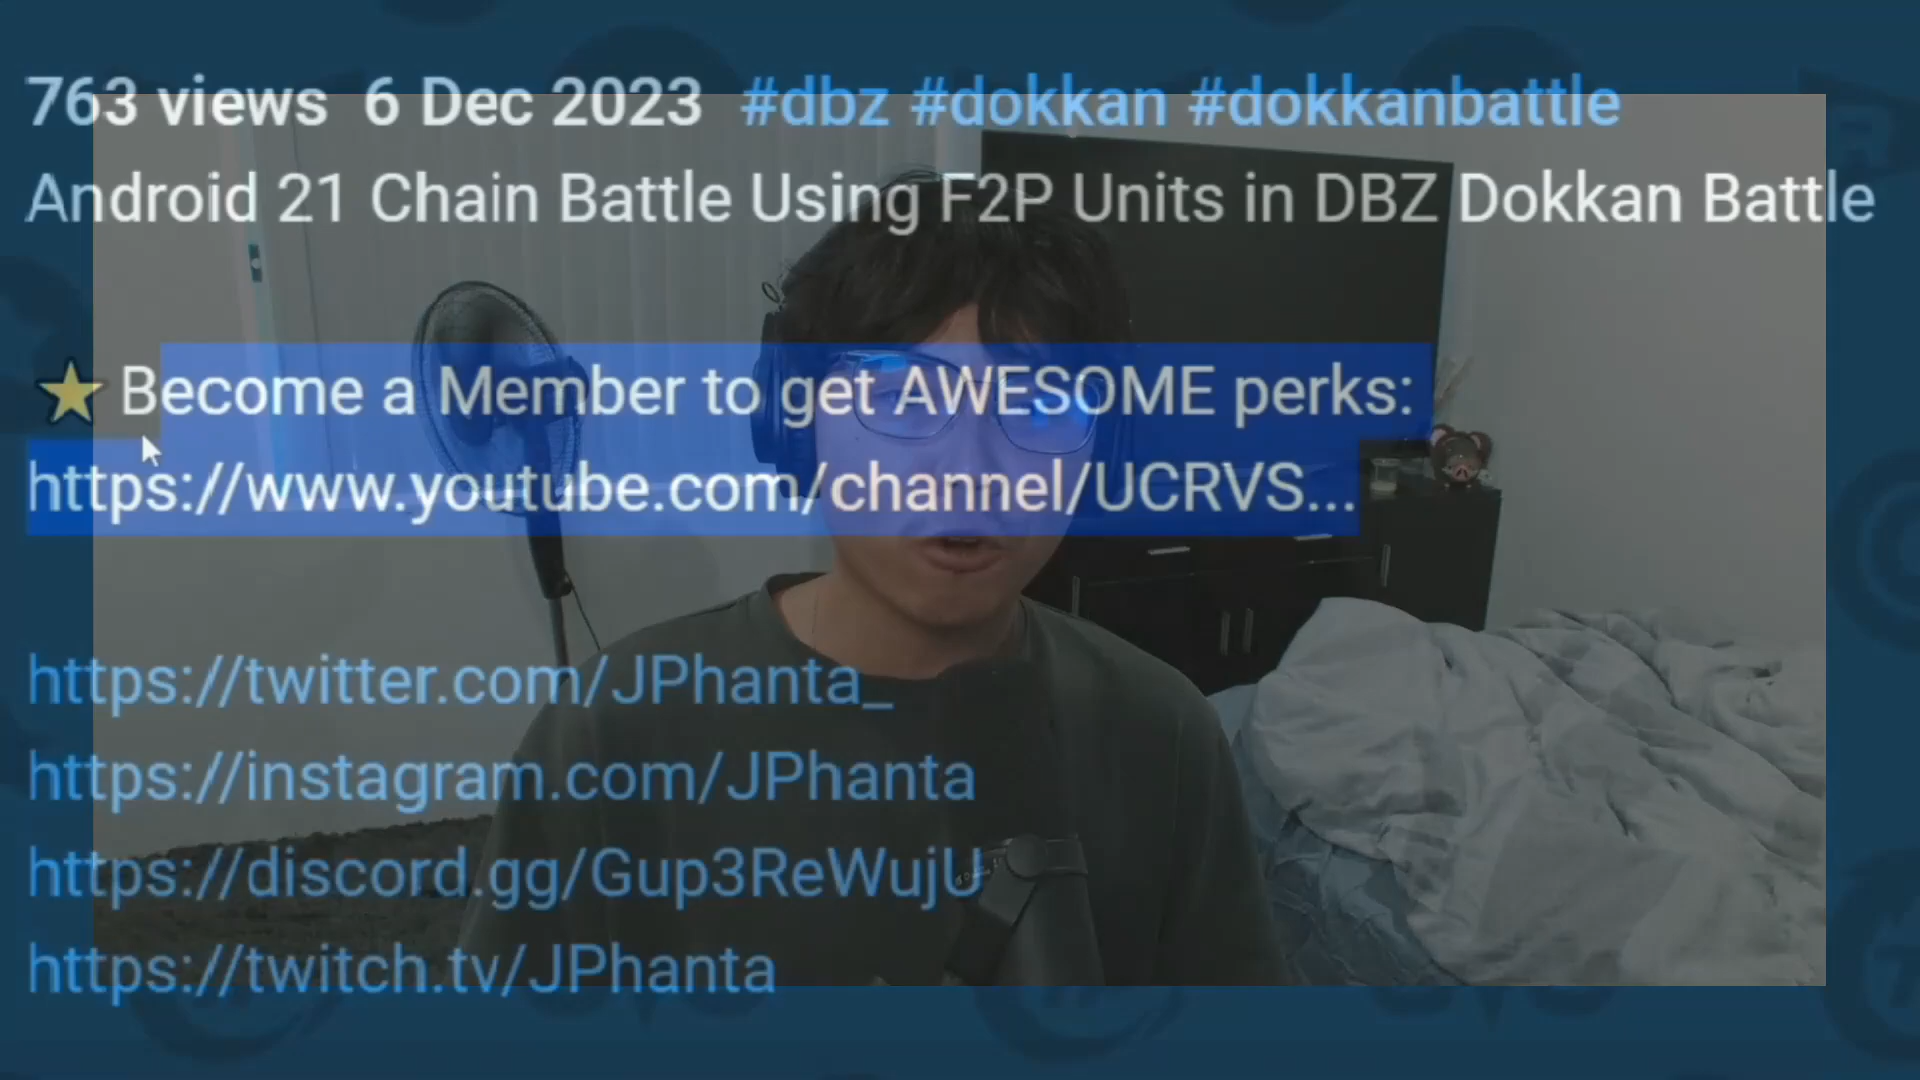 763 views 6 Dec 2023 #dbz #dokkan #dokkanbattle
Android 21 Chain Battle Using F2P Units in DBZ Dokkan Battle
⭐ Become a Member to get AWESOME perks:
https://www.youtube.com/channel/UCRVS...
https://twitter.com/JPhanta_
https://instagram.com/JPhanta
https://discord.gg/Gup3ReWujU
https://twitch.tv/JPhanta